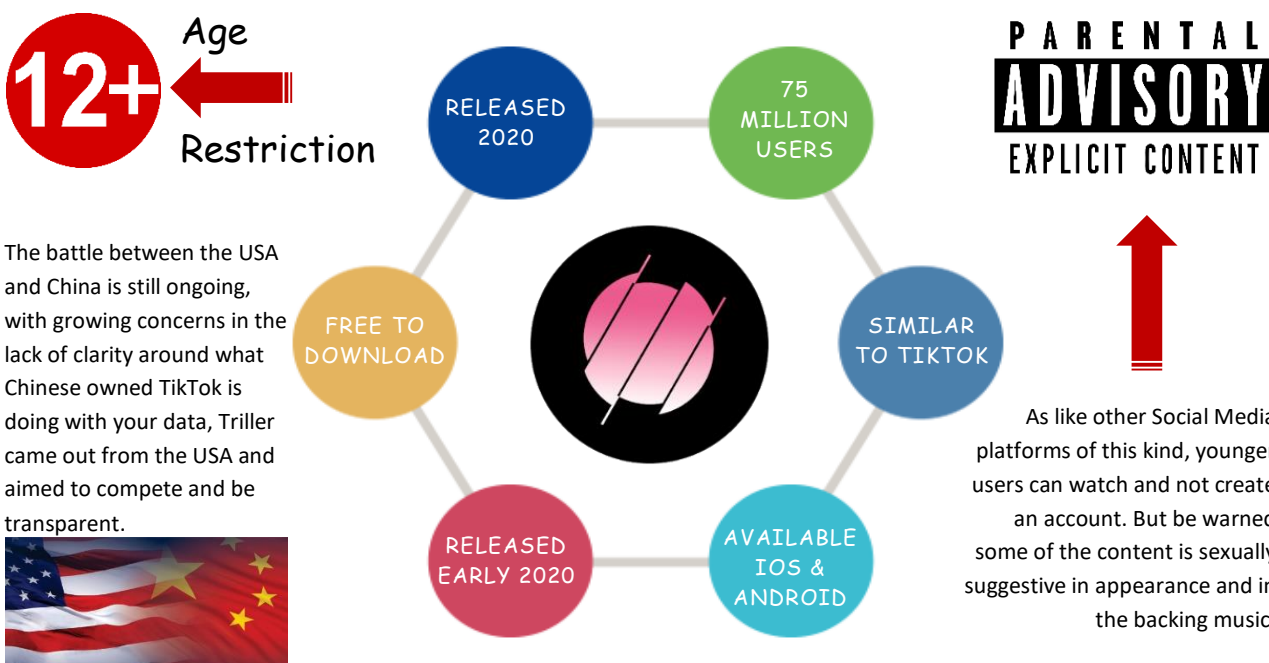 12+
Age
Restriction
The battle between the USA
and China is still ongoing,
with growing concerns in the
lack of clarity around what
Chinese owned TikTok is
doing with your data, Triller
came out from the USA and
aimed to compete and be
transparent.
RELEASED
2020
75
MILLION
USERS
FREE TO
DOWNLOAD
SIMILAR
TO TIKTOK
RELEASED
EARLY 2020
AVAILABLE
IOS &
ANDROID
PARENTAL
ADVISORY
EXPLICIT CONTENT
As like other Social Media
platforms of this kind, younger
users can watch and not create
an account. But be warned
some of the content is sexually
suggestive in appearance and in
the backing music